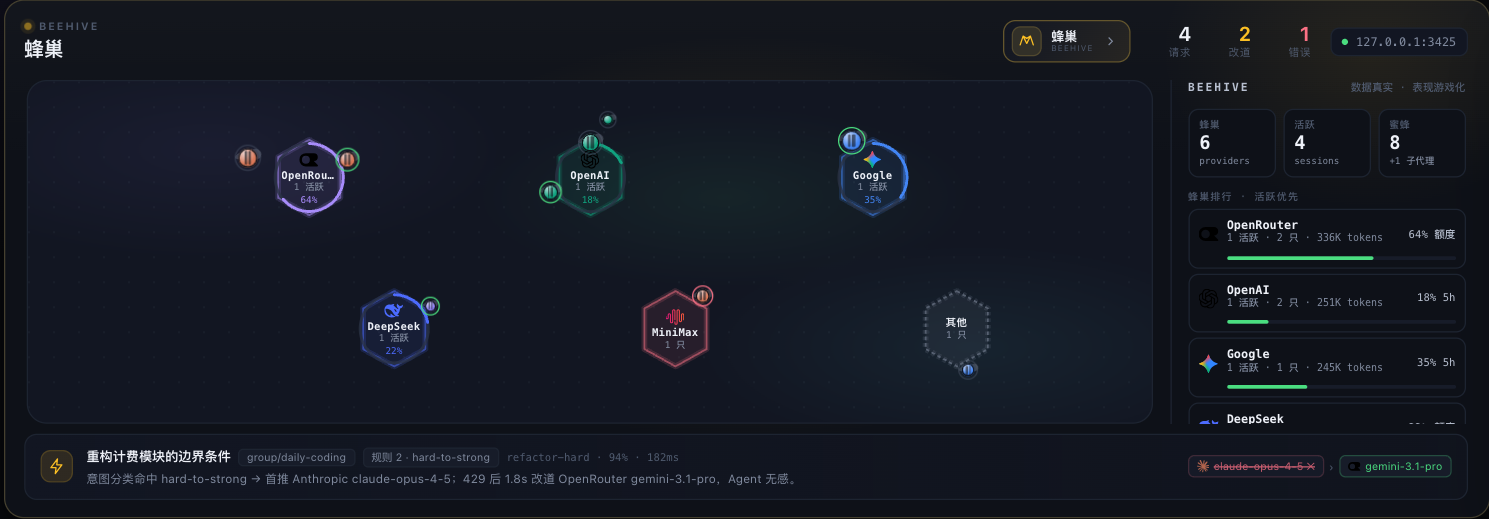 BEEHIVE
蜂巢
蜂巢
BEEHIVE
4
请求
2
改道
1
错误
127.0.0.1:3425
OpenRou…
1 活跃
64%
OpenAI
1 活跃
18%
Google
1 活跃
35%
DeepSeek
1 活跃
22%
MiniMax
1 只
其他
1 只
BEEHIVE
数据真实 · 表现游戏化
蜂巢
6
providers
活跃
4
sessions
蜜蜂
8
+1 子代理
蜂巢排行 · 活跃优先
OpenRouter
1 活跃 · 2 只 · 336K tokens
64% 额度
OpenAI
1 活跃 · 2 只 · 251K tokens
18% 5h
Google
1 活跃 · 1 只 · 245K tokens
35% 5h
DeepSeek
重构计费模块的边界条件 group/daily-coding 规则 2 · hard-to-strong refactor-hard · 94% · 182ms
意图分类命中 hard-to-strong → 首推 Anthropic claude-opus-4-5；429 后 1.8s 改道 OpenRouter gemini-3.1-pro，Agent 无感。
claude-opus-4-5 ✕ › gemini-3.1-pro